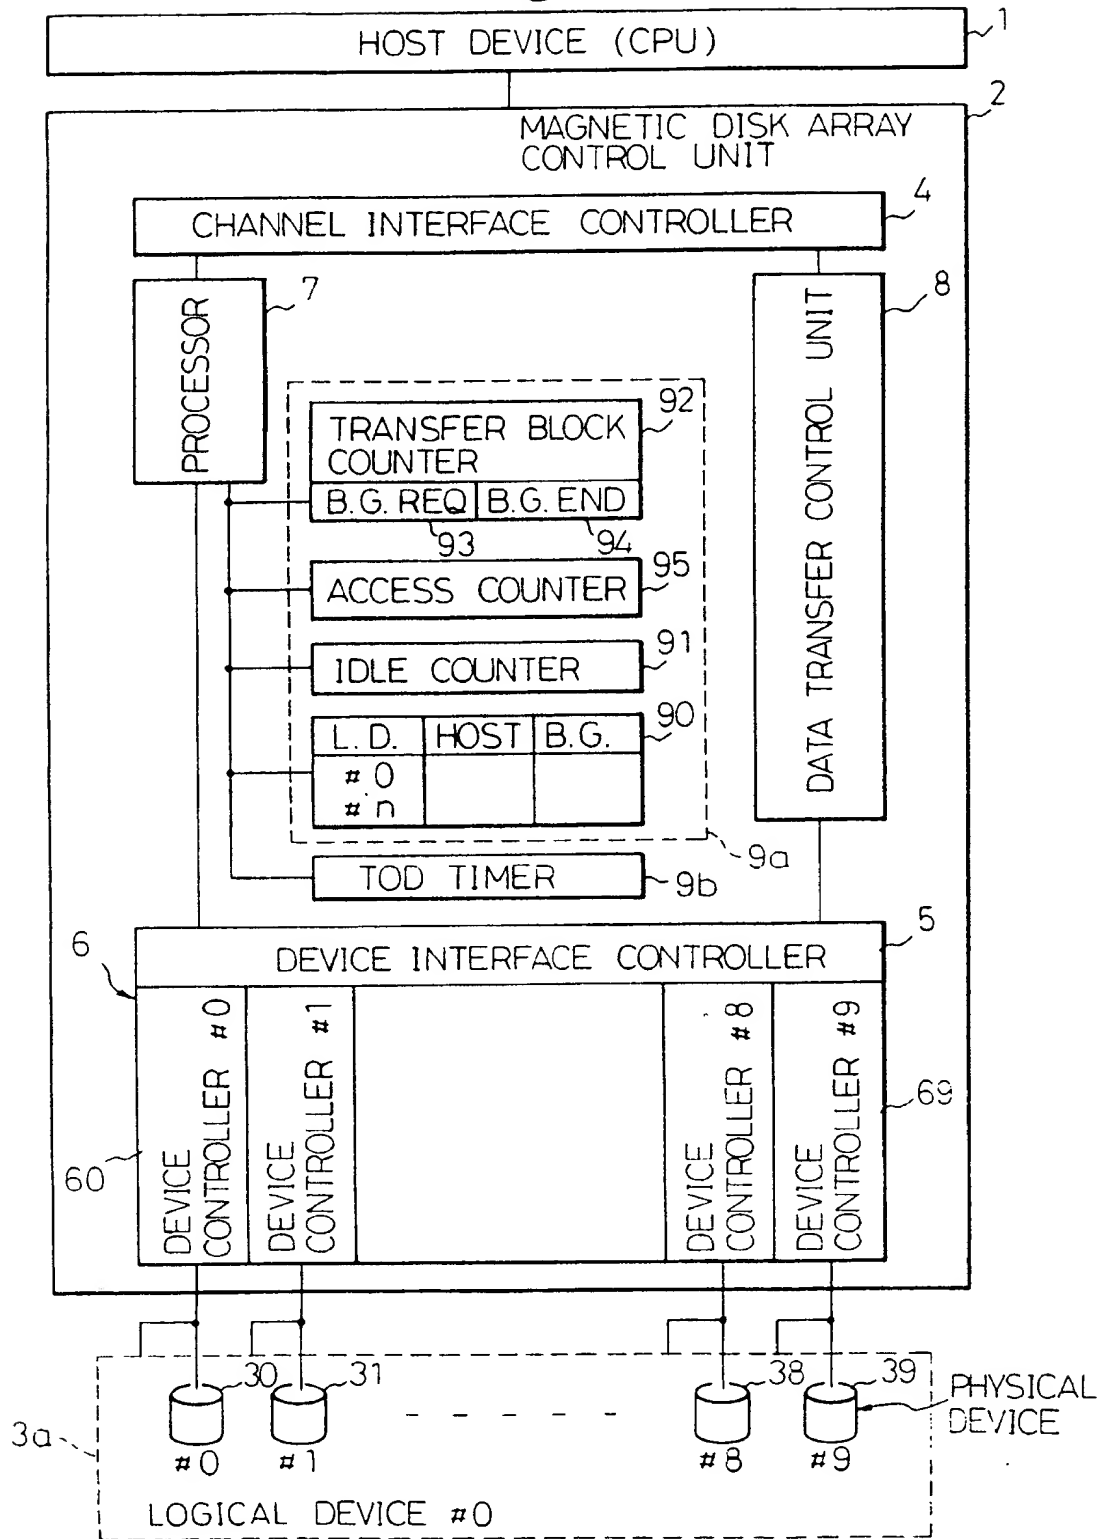 HOST DEVICE (CPU)
1
2
MAGNETIC DISK ARRAY
CONTROL UNIT
4
CHANNEL INTERFACE CONTROLLER
7
8
PROCESSOR
DATA TRANSFER CONTROL UNIT
92
TRANSFER BLOCK
COUNTER
B.G. REQ B.G. END
93 94
95
ACCESS COUNTER
91
IDLE COUNTER
90
L.D. HOST B.G.
#0
#n
9a
TOD TIMER
9b
5
6
DEVICE INTERFACE CONTROLLER
DEVICE
CONTROLLER #0
DEVICE
CONTROLLER #1
DEVICE
CONTROLLER #8
DEVICE
CONTROLLER #9
60
69
30 31 38 39
PHYSICAL
DEVICE
3a
#0 #1 #8 #9
LOGICAL DEVICE #0